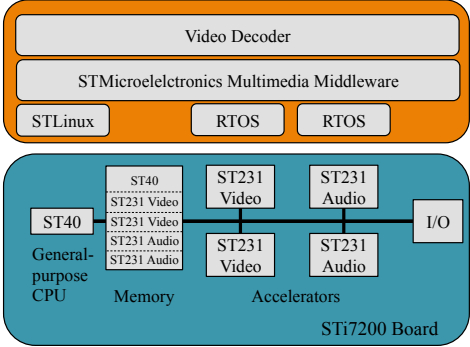 Video Decoder
STMicroelelctronics Multimedia Middleware
STLinux
RTOS
RTOS
ST40
General-
purpose
CPU
ST40
ST231 Video
ST231 Video
ST231 Audio
ST231 Audio
Memory
ST231
Video
ST231
Audio
ST231
Video
ST231
Audio
Accelerators
I/O
STi7200 Board